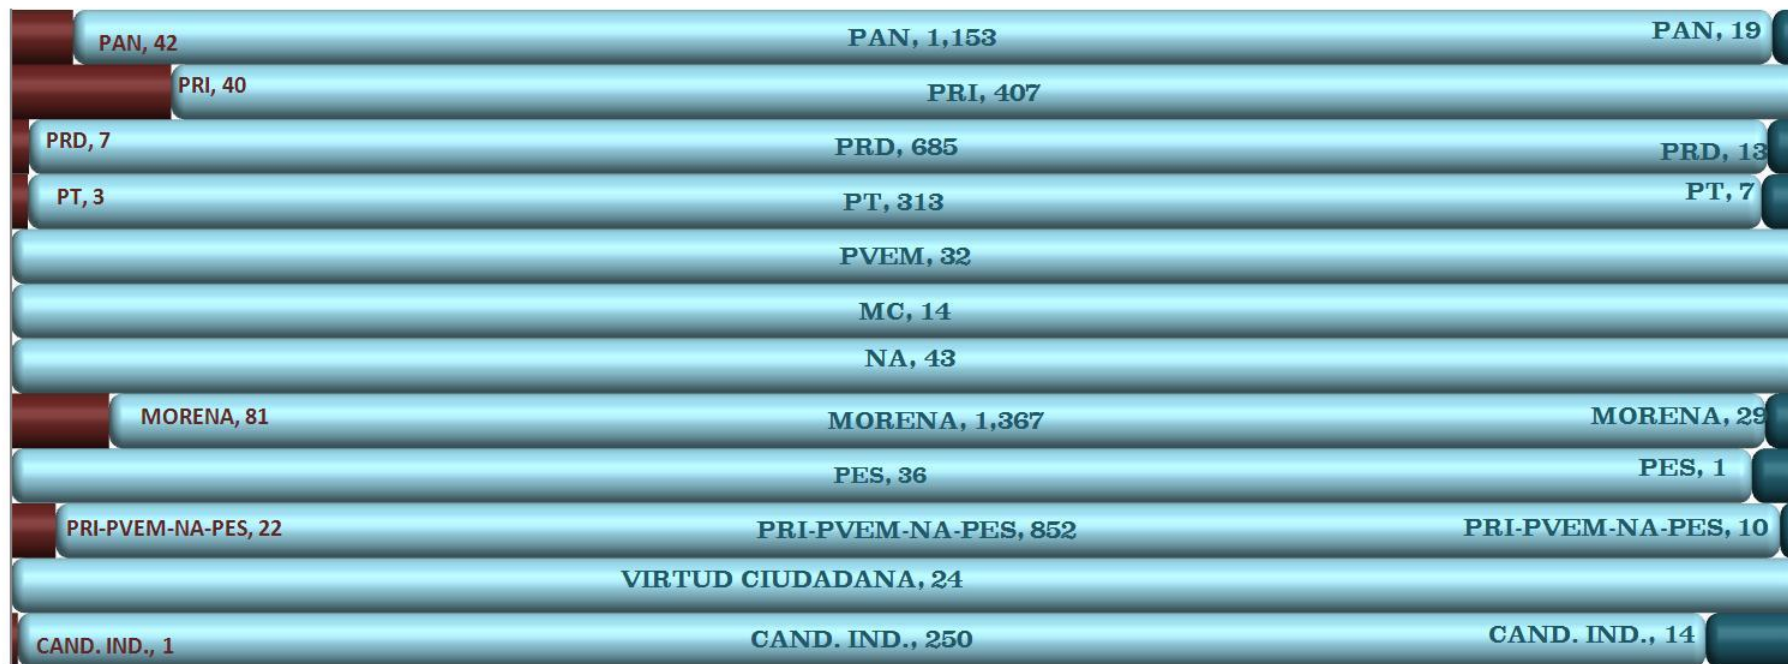 PAN, 42 PAN, 1,153 PAN, 19
PRI, 40 PRI, 407
PRD, 7 PRD, 685 PRD, 13
PT, 3 PT, 313 PT, 7
PVEM, 32
MC, 14
NA, 43
MORENA, 81 MORENA, 1,367 MORENA, 29
PES, 36 PES, 1
PRI-PVEM-NA-PES, 22 PRI-PVEM-NA-PES, 852 PRI-PVEM-NA-PES, 10
VIRTUD CIUDADANA, 24
CAND. IND., 1 CAND. IND., 250 CAND. IND., 14